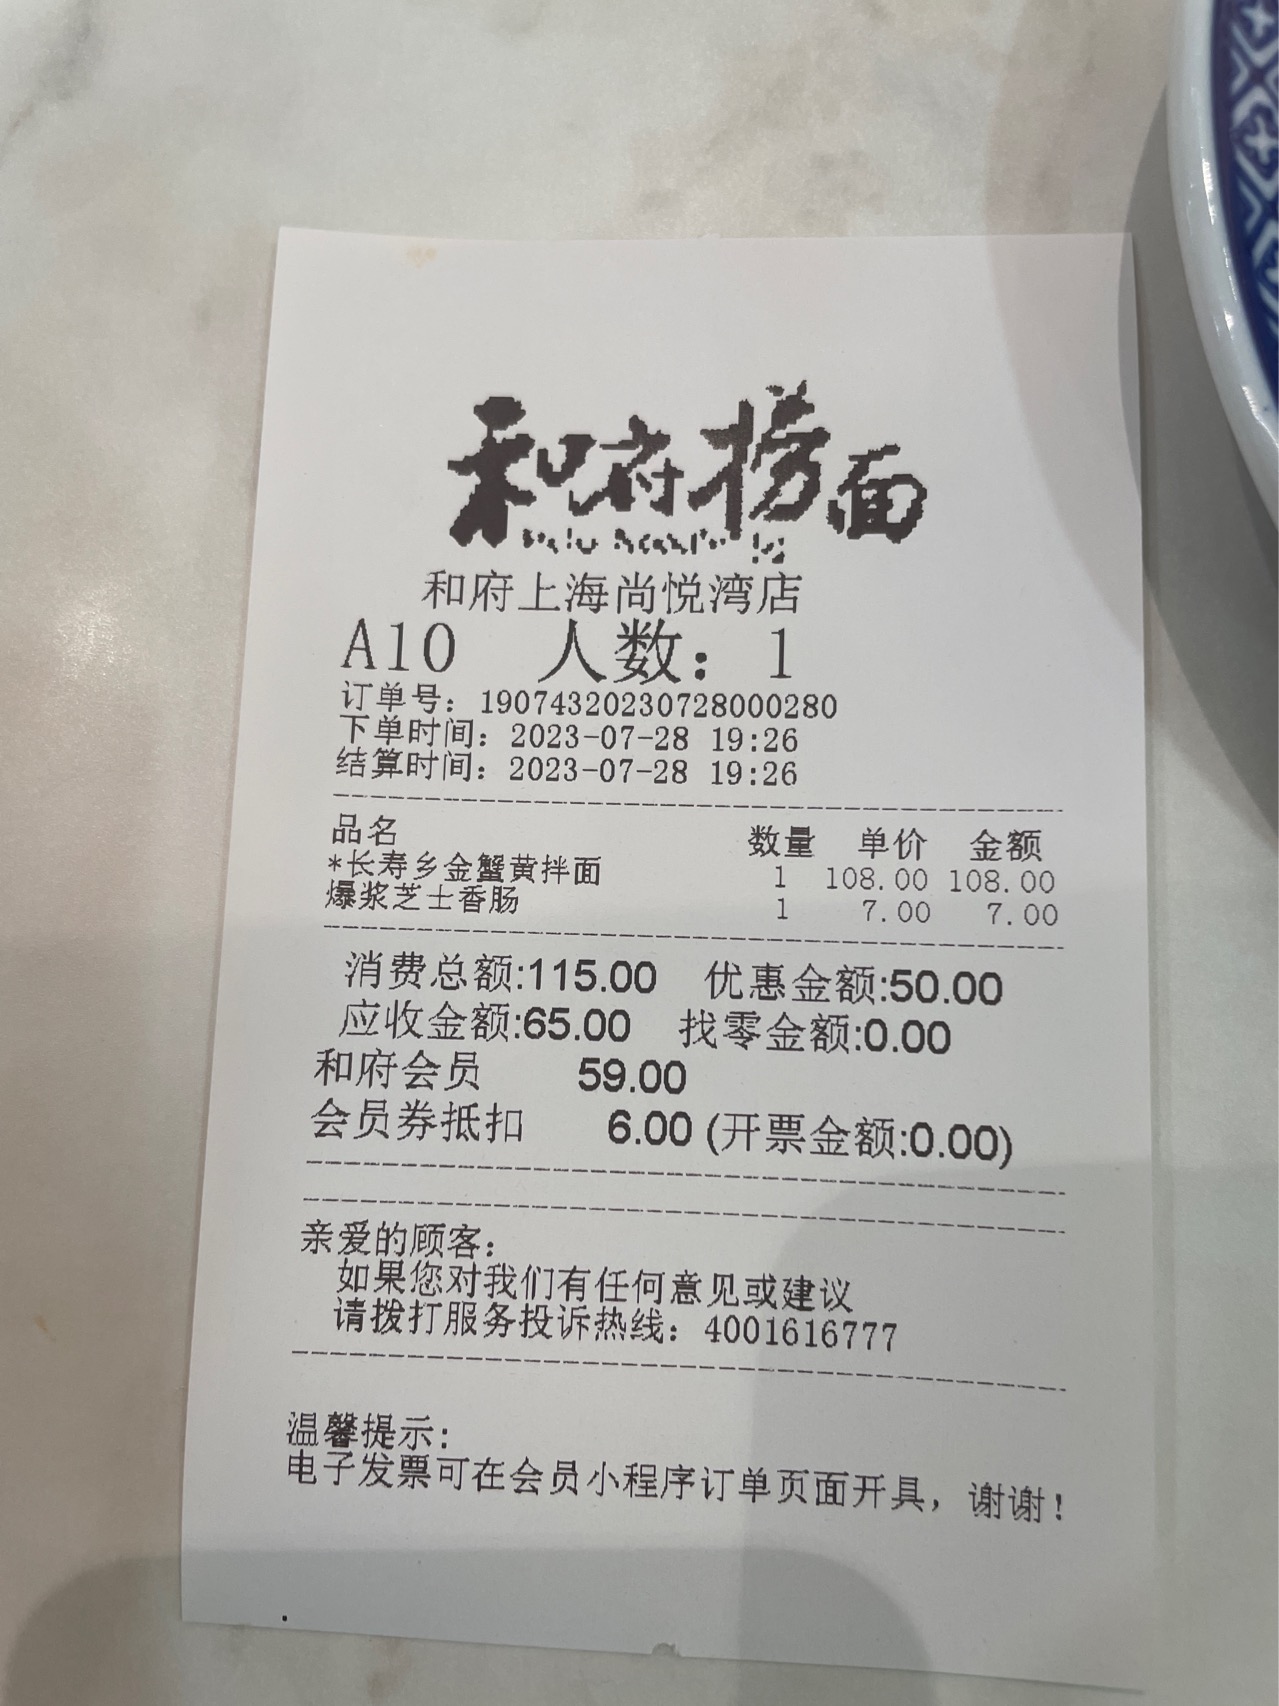 和府捞面
和府上海尚悦湾店
A10 人数：1
订单号：19074320230728000280
下单时间：2023-07-28 19:26
结算时间：2023-07-28 19:26
品名 数量 单价 金额
*长寿乡金蟹黄拌面 1 108.00 108.00
爆浆芝士香肠 1 7.00 7.00
消费总额:115.00 优惠金额:50.00
应收金额:65.00 找零金额:0.00
和府会员 59.00
会员券抵扣 6.00 (开票金额:0.00)
亲爱的顾客：
如果您对我们有任何意见或建议
请拨打服务投诉热线：4001616777
温馨提示：
电子发票可在会员小程序订单页面开具，谢谢！